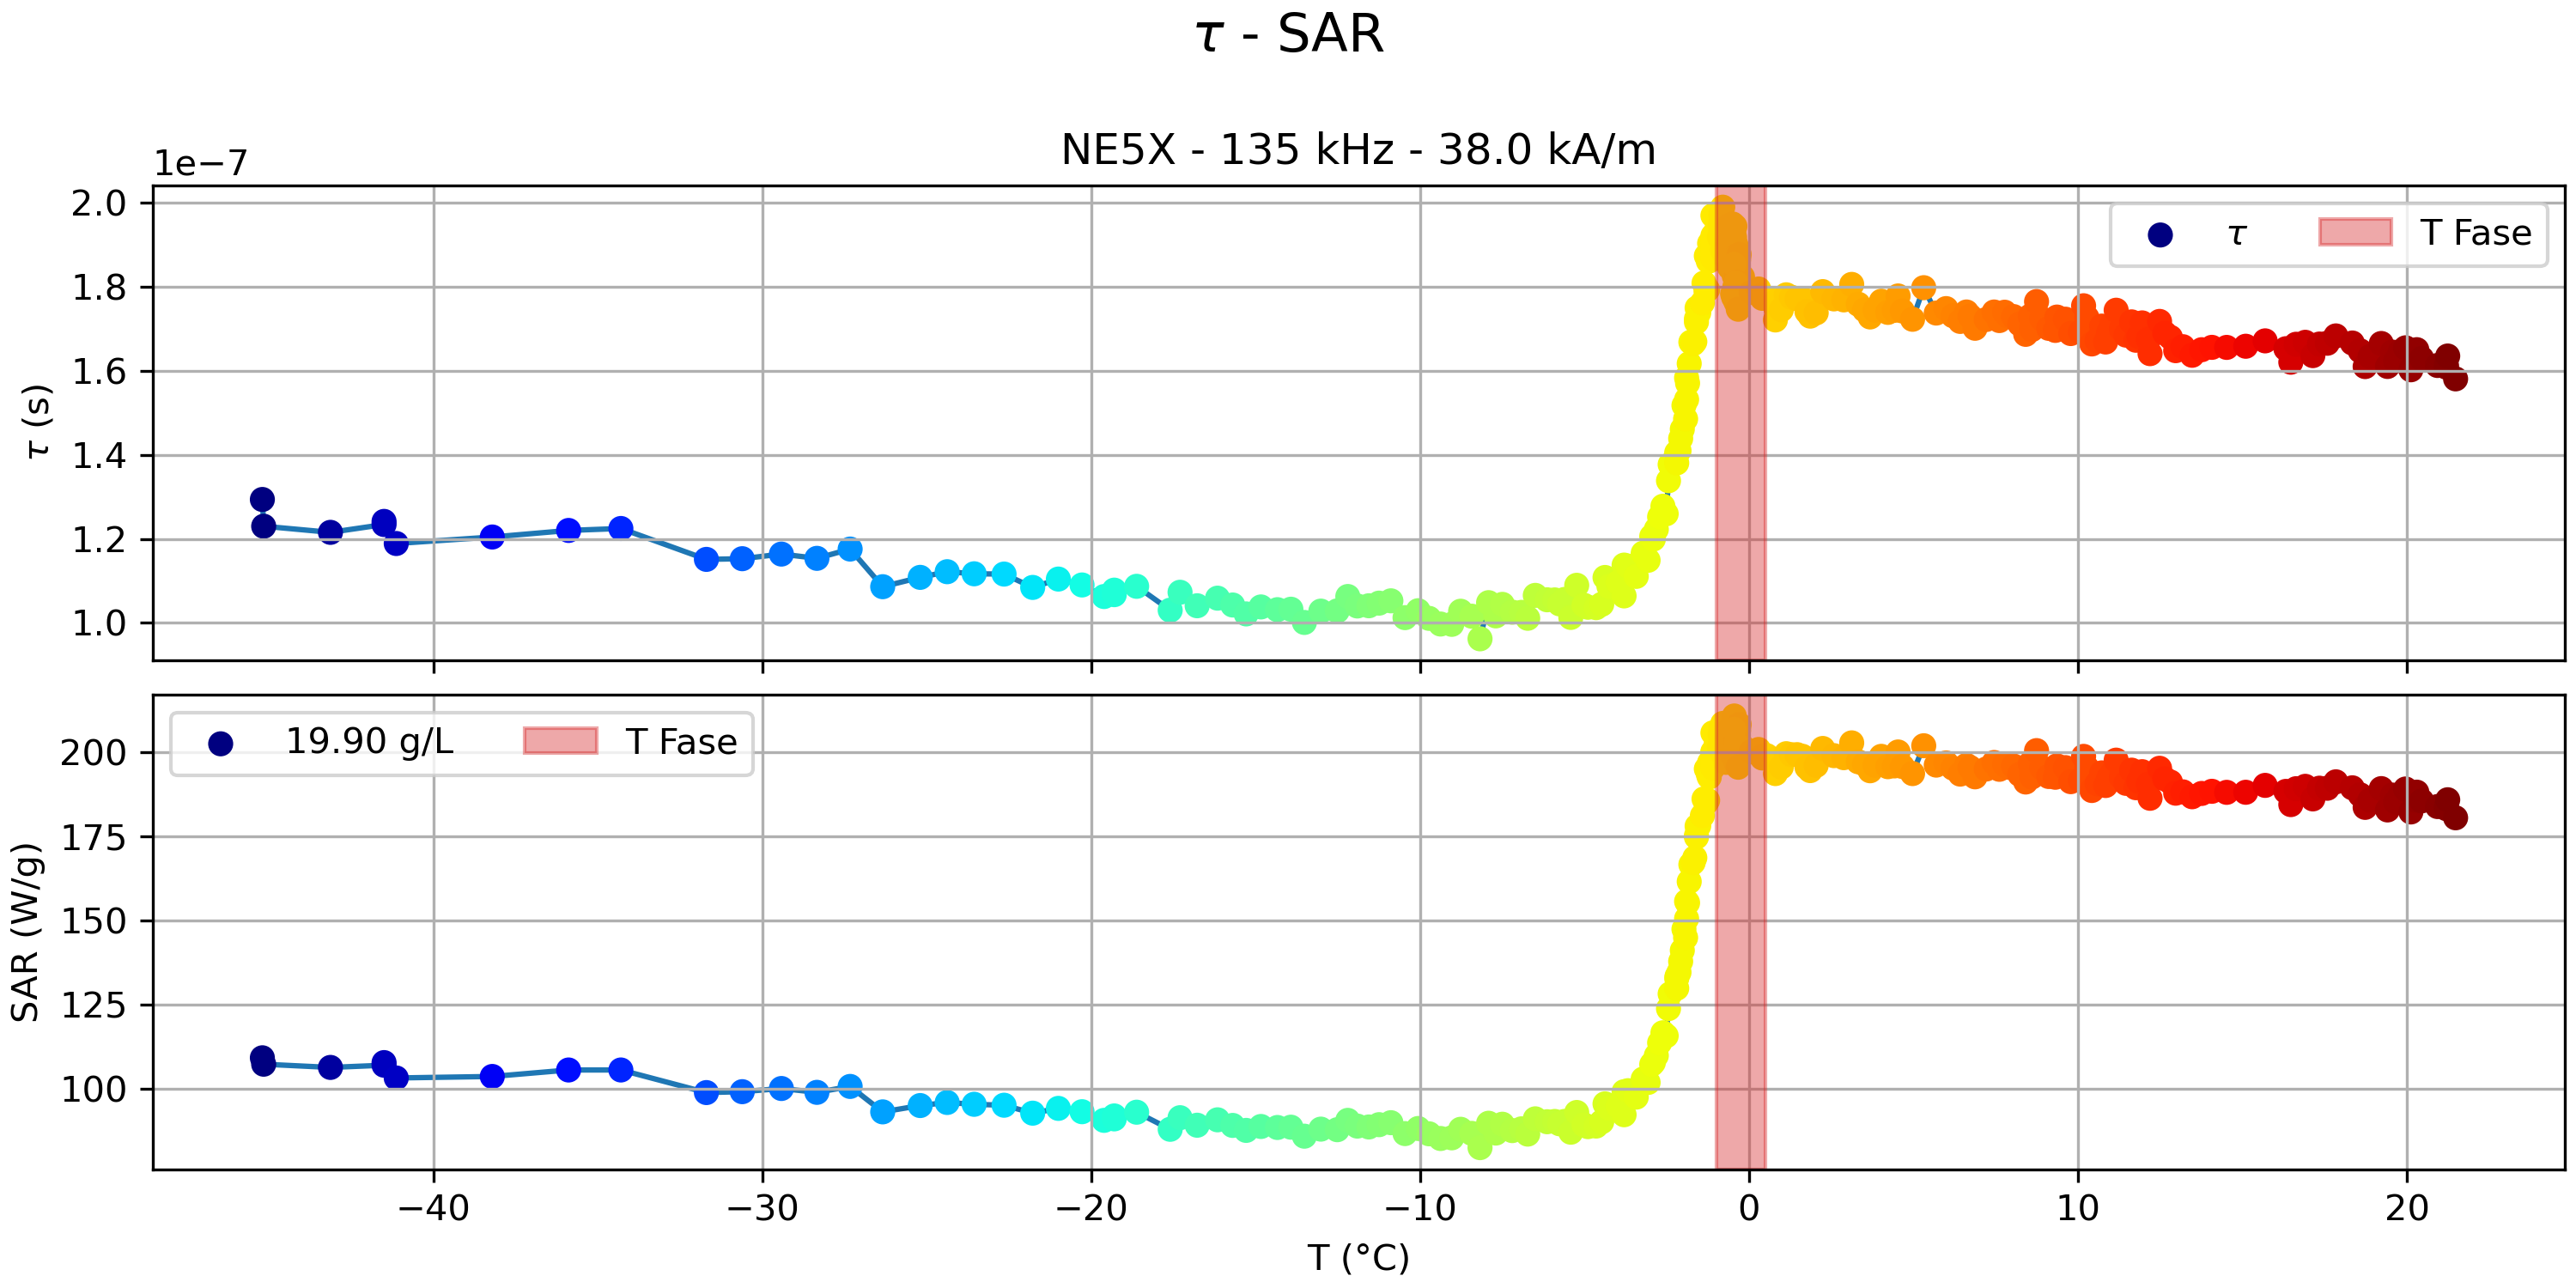 τ - SAR
NE5X - 135 kHz - 38.0 kA/m
1e−7
2.0
1.8
1.6
1.4
1.2
1.0
τ (s)
τ T Fase
200
175
150
125
100
SAR (W/g)
19.90 g/L T Fase
−40 −30 −20 −10 0 10 20
T (°C)